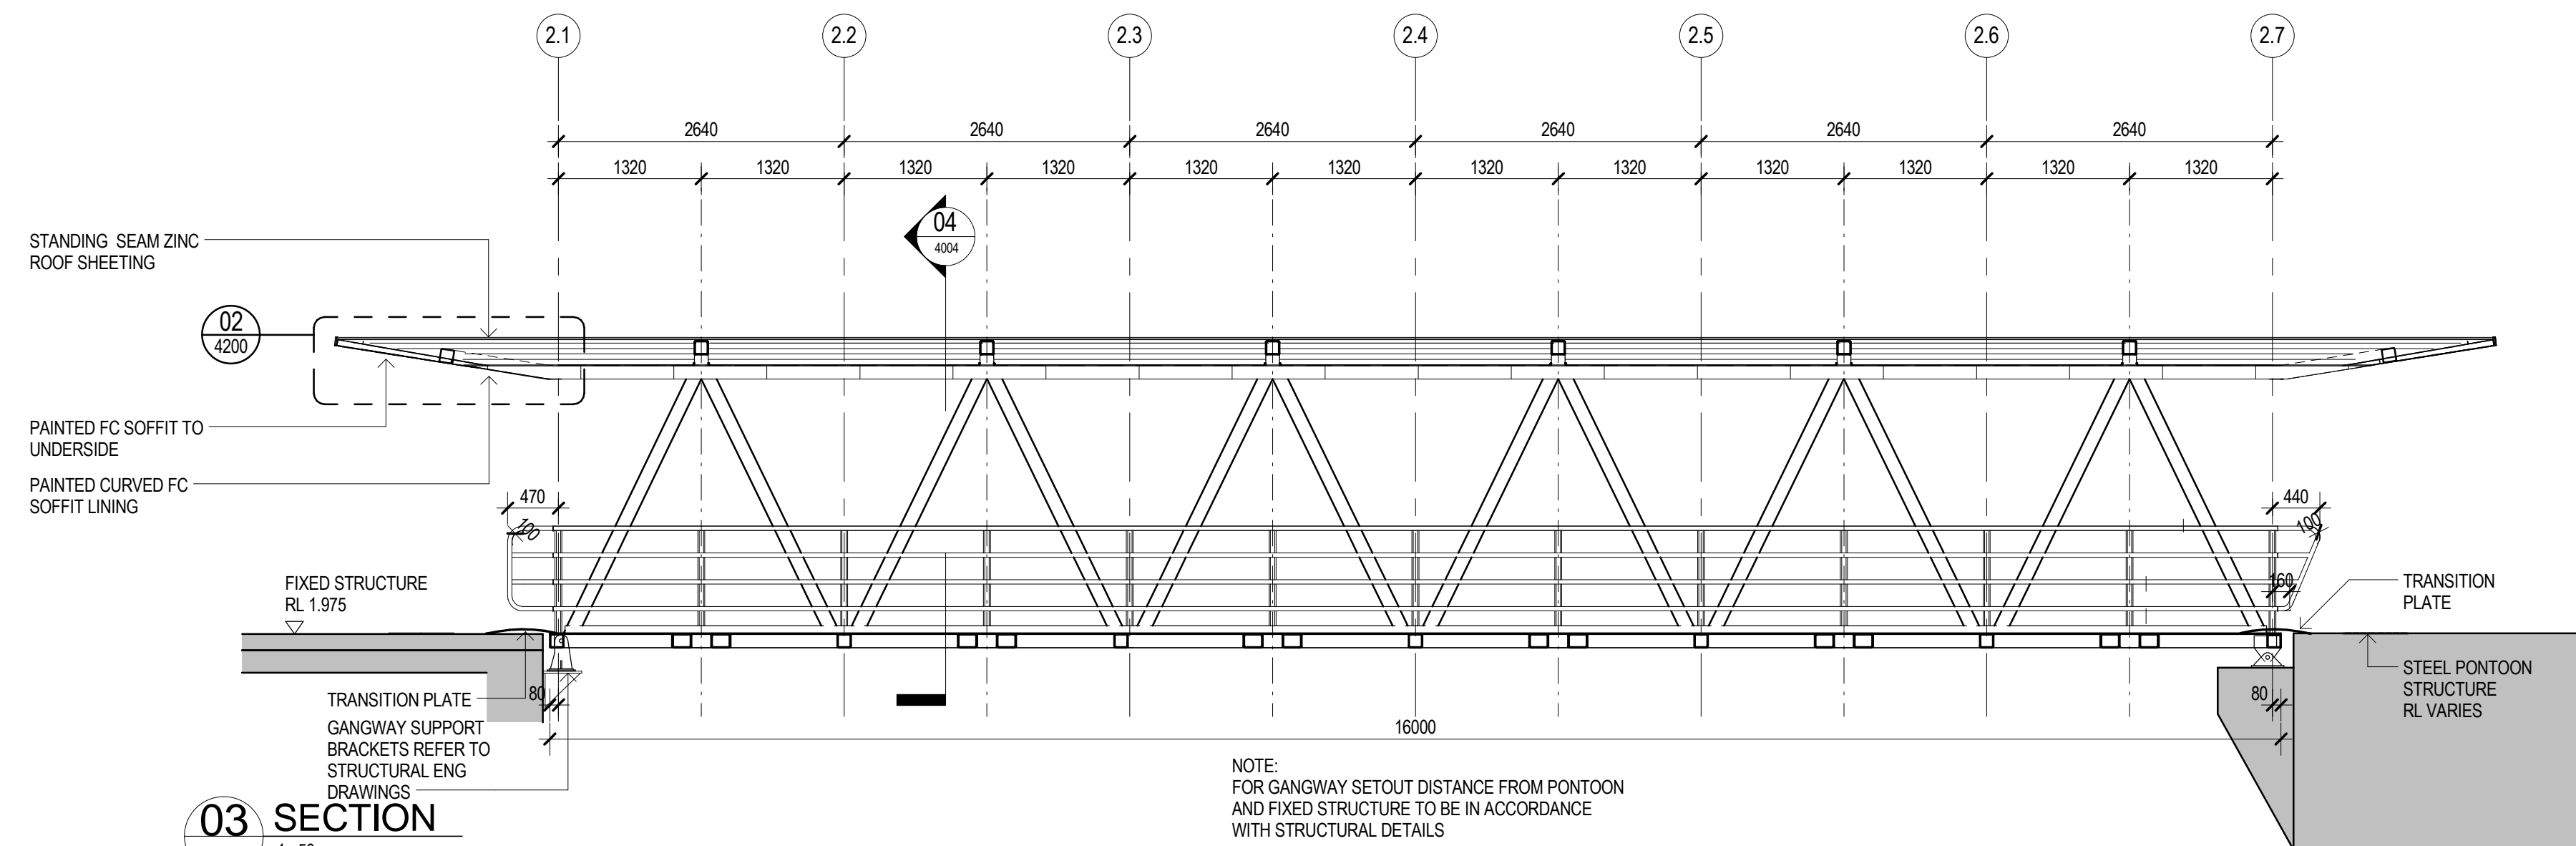 2.1 2.2 2.3 2.4 2.5 2.6 2.7
2640 2640 2640 2640 2640 2640
1320 1320 1320 1320 1320 1320 1320 1320 1320 1320 1320 1320
04
4004
STANDING SEAM ZINC
ROOF SHEETING
02
4200
PAINTED FC SOFFIT TO
UNDERSIDE
PAINTED CURVED FC
SOFFIT LINING
470
100
440
100
160
FIXED STRUCTURE
RL 1.975
TRANSITION
PLATE
TRANSITION PLATE
80
GANGWAY SUPPORT
BRACKETS REFER TO
STRUCTURAL ENG
DRAWINGS
STEEL PONTOON
STRUCTURE
RL VARIES
80
16000
NOTE:
FOR GANGWAY SETOUT DISTANCE FROM PONTOON
AND FIXED STRUCTURE TO BE IN ACCORDANCE
WITH STRUCTURAL DETAILS
03 SECTION